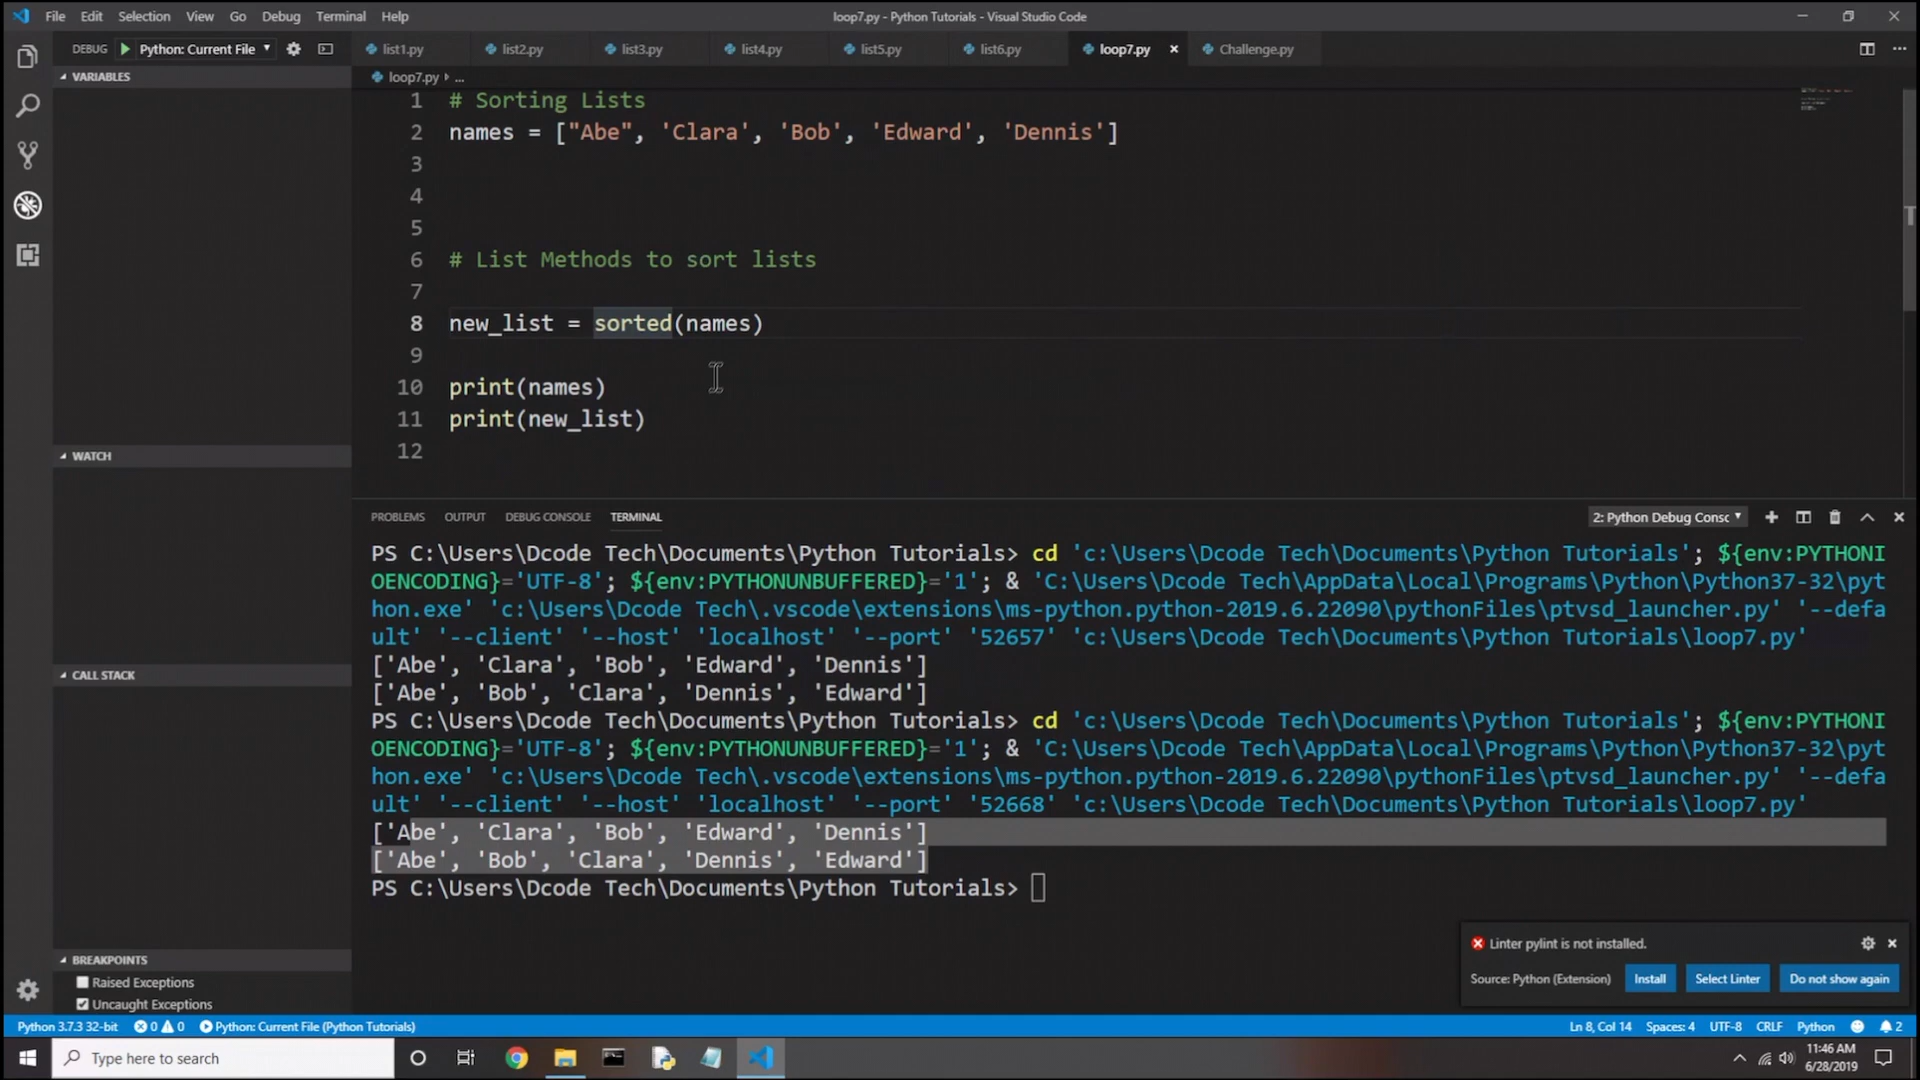 File Edit Selection View Go Debug Terminal Help
loop7.py - Python Tutorials - Visual Studio Code
DEBUG Python: Current File
list1.py list2.py list3.py list4.py list5.py list6.py loop7.py Challenge.py
VARIABLES
loop7.py ...
1 # Sorting Lists
2 names = ["Abe", 'Clara', 'Bob', 'Edward', 'Dennis']
3
4
5
6 # List Methods to sort lists
7
8 new_list = sorted(names)
9
10 print(names)
11 print(new_list)
12
WATCH
CALL STACK
BREAKPOINTS
Raised Exceptions
Uncaught Exceptions
PROBLEMS OUTPUT DEBUG CONSOLE TERMINAL
2: Python Debug Consc
PS C:\Users\Dcode Tech\Documents\Python Tutorials> cd 'c:\Users\Dcode Tech\Documents\Python Tutorials'; ${env:PYTHONI
OENCODING}='UTF-8'; ${env:PYTHONUNBUFFERED}='1'; & 'C:\Users\Dcode Tech\AppData\Local\Programs\Python\Python37-32\pyt
hon.exe' 'c:\Users\Dcode Tech\.vscode\extensions\ms-python.python-2019.6.22090\pythonFiles\ptvsd_launcher.py' '--defa
ult' '--client' '--host' 'localhost' '--port' '52657' 'c:\Users\Dcode Tech\Documents\Python Tutorials\loop7.py'
['Abe', 'Clara', 'Bob', 'Edward', 'Dennis']
['Abe', 'Bob', 'Clara', 'Dennis', 'Edward']
PS C:\Users\Dcode Tech\Documents\Python Tutorials> cd 'c:\Users\Dcode Tech\Documents\Python Tutorials'; ${env:PYTHONI
OENCODING}='UTF-8'; ${env:PYTHONUNBUFFERED}='1'; & 'C:\Users\Dcode Tech\AppData\Local\Programs\Python\Python37-32\pyt
hon.exe' 'c:\Users\Dcode Tech\.vscode\extensions\ms-python.python-2019.6.22090\pythonFiles\ptvsd_launcher.py' '--defa
ult' '--client' '--host' 'localhost' '--port' '52668' 'c:\Users\Dcode Tech\Documents\Python Tutorials\loop7.py'
['Abe', 'Clara', 'Bob', 'Edward', 'Dennis']
['Abe', 'Bob', 'Clara', 'Dennis', 'Edward']
PS C:\Users\Dcode Tech\Documents\Python Tutorials>
Linter pylint is not installed.
Source: Python (Extension) Install Select Linter Do not show again
Python 3.7.3 32-bit 0 0 Python: Current File (Python Tutorials)
Ln 8, Col 14 Spaces: 4 UTF-8 CRLF Python 2
Type here to search
11:46 AM
6/28/2019